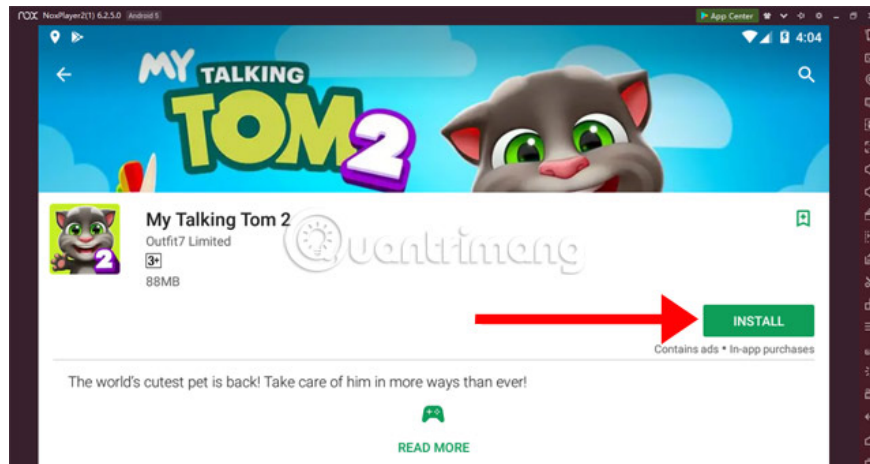 nox NoxPlayer2(1) 6.2.5.0 Android 5 App Center
4:04
MY TALKING
TOM 2
My Talking Tom 2
Outfit7 Limited
3+
88MB
Quantrimang
INSTALL
Contains ads • In-app purchases
The world's cutest pet is back! Take care of him in more ways than ever!
READ MORE